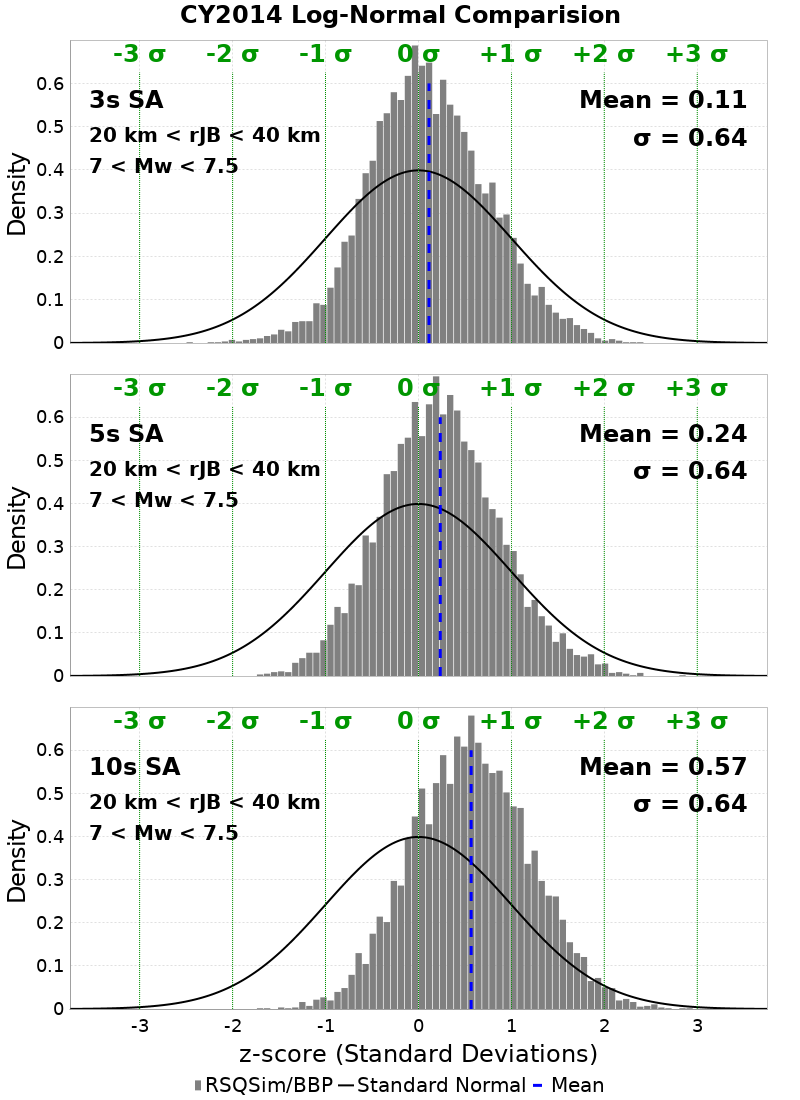 CY2014 Log-Normal Comparision
-3 σ -2 σ -1 σ 0 σ +1 σ +2 σ +3 σ
3s SA
20 km < rJB < 40 km
7 < Mw < 7.5
Mean = 0.11
σ = 0.64
Density
0.6
0.5
0.4
0.3
0.2
0.1
0
-3 σ -2 σ -1 σ 0 σ +1 σ +2 σ +3 σ
5s SA
20 km < rJB < 40 km
7 < Mw < 7.5
Mean = 0.24
σ = 0.64
Density
0.6
0.5
0.4
0.3
0.2
0.1
0
-3 σ -2 σ -1 σ 0 σ +1 σ +2 σ +3 σ
10s SA
20 km < rJB < 40 km
7 < Mw < 7.5
Mean = 0.57
σ = 0.64
Density
0.6
0.5
0.4
0.3
0.2
0.1
0
-3 -2 -1 0 1 2 3
z-score (Standard Deviations)
RSQSim/BBP Standard Normal Mean